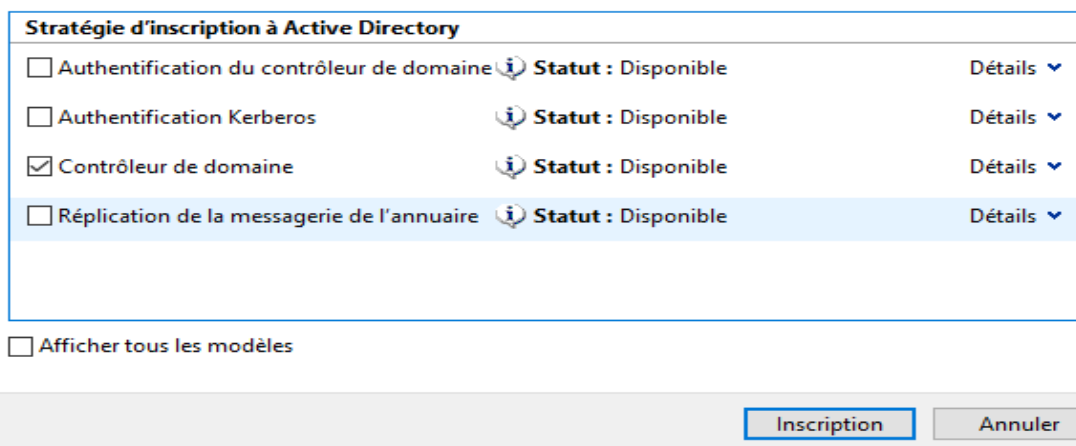 Stratégie d'inscription à Active Directory
Authentification du contrôleur de domaine Statut : Disponible Détails
Authentification Kerberos Statut : Disponible Détails
Contrôleur de domaine Statut : Disponible Détails
Réplication de la messagerie de l'annuaire Statut : Disponible Détails
Afficher tous les modèles
Inscription Annuler